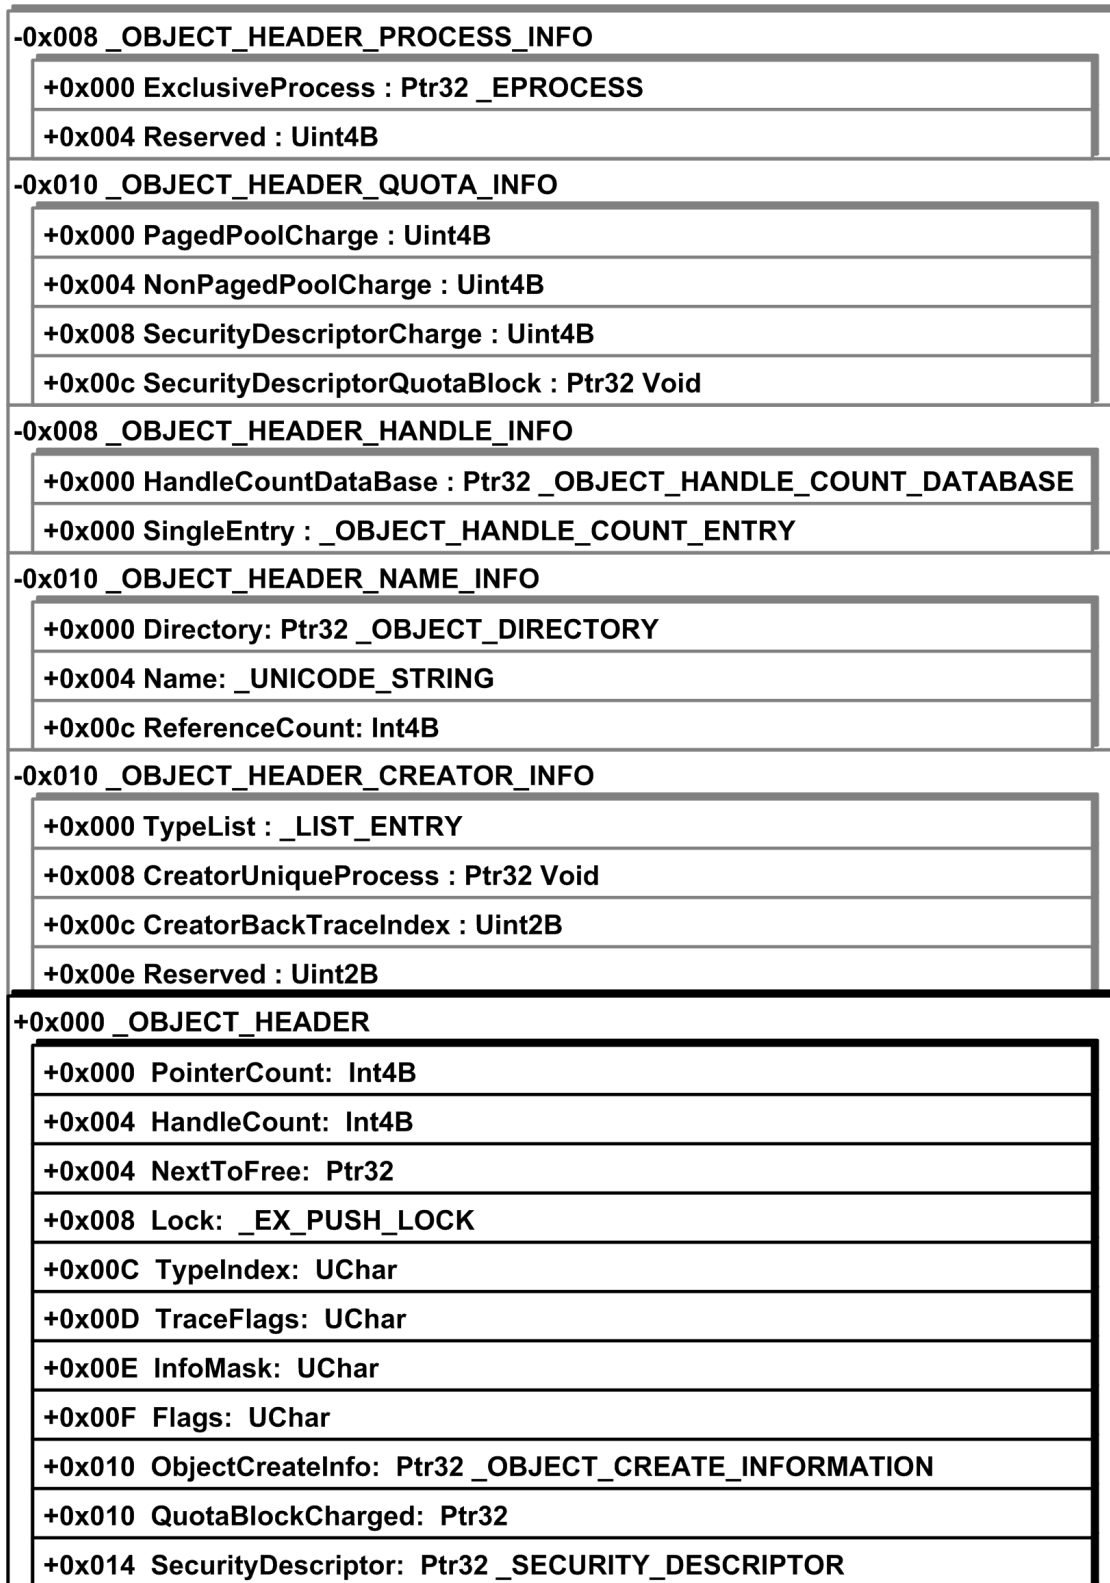 -0x008 _OBJECT_HEADER_PROCESS_INFO
+0x000 ExclusiveProcess : Ptr32 _EPROCESS
+0x004 Reserved : Uint4B
-0x010 _OBJECT_HEADER_QUOTA_INFO
+0x000 PagedPoolCharge : Uint4B
+0x004 NonPagedPoolCharge : Uint4B
+0x008 SecurityDescriptorCharge : Uint4B
+0x00c SecurityDescriptorQuotaBlock : Ptr32 Void
-0x008 _OBJECT_HEADER_HANDLE_INFO
+0x000 HandleCountDataBase : Ptr32 _OBJECT_HANDLE_COUNT_DATABASE
+0x000 SingleEntry : _OBJECT_HANDLE_COUNT_ENTRY
-0x010 _OBJECT_HEADER_NAME_INFO
+0x000 Directory: Ptr32 _OBJECT_DIRECTORY
+0x004 Name: _UNICODE_STRING
+0x00c ReferenceCount: Int4B
-0x010 _OBJECT_HEADER_CREATOR_INFO
+0x000 TypeList : _LIST_ENTRY
+0x008 CreatorUniqueProcess : Ptr32 Void
+0x00c CreatorBackTraceIndex : Uint2B
+0x00e Reserved : Uint2B
+0x000 _OBJECT_HEADER
+0x000 PointerCount: Int4B
+0x004 HandleCount: Int4B
+0x004 NextToFree: Ptr32
+0x008 Lock: _EX_PUSH_LOCK
+0x00C TypeIndex: UChar
+0x00D TraceFlags: UChar
+0x00E InfoMask: UChar
+0x00F Flags: UChar
+0x010 ObjectCreateInfo: Ptr32 _OBJECT_CREATE_INFORMATION
+0x010 QuotaBlockCharged: Ptr32
+0x014 SecurityDescriptor: Ptr32 _SECURITY_DESCRIPTOR